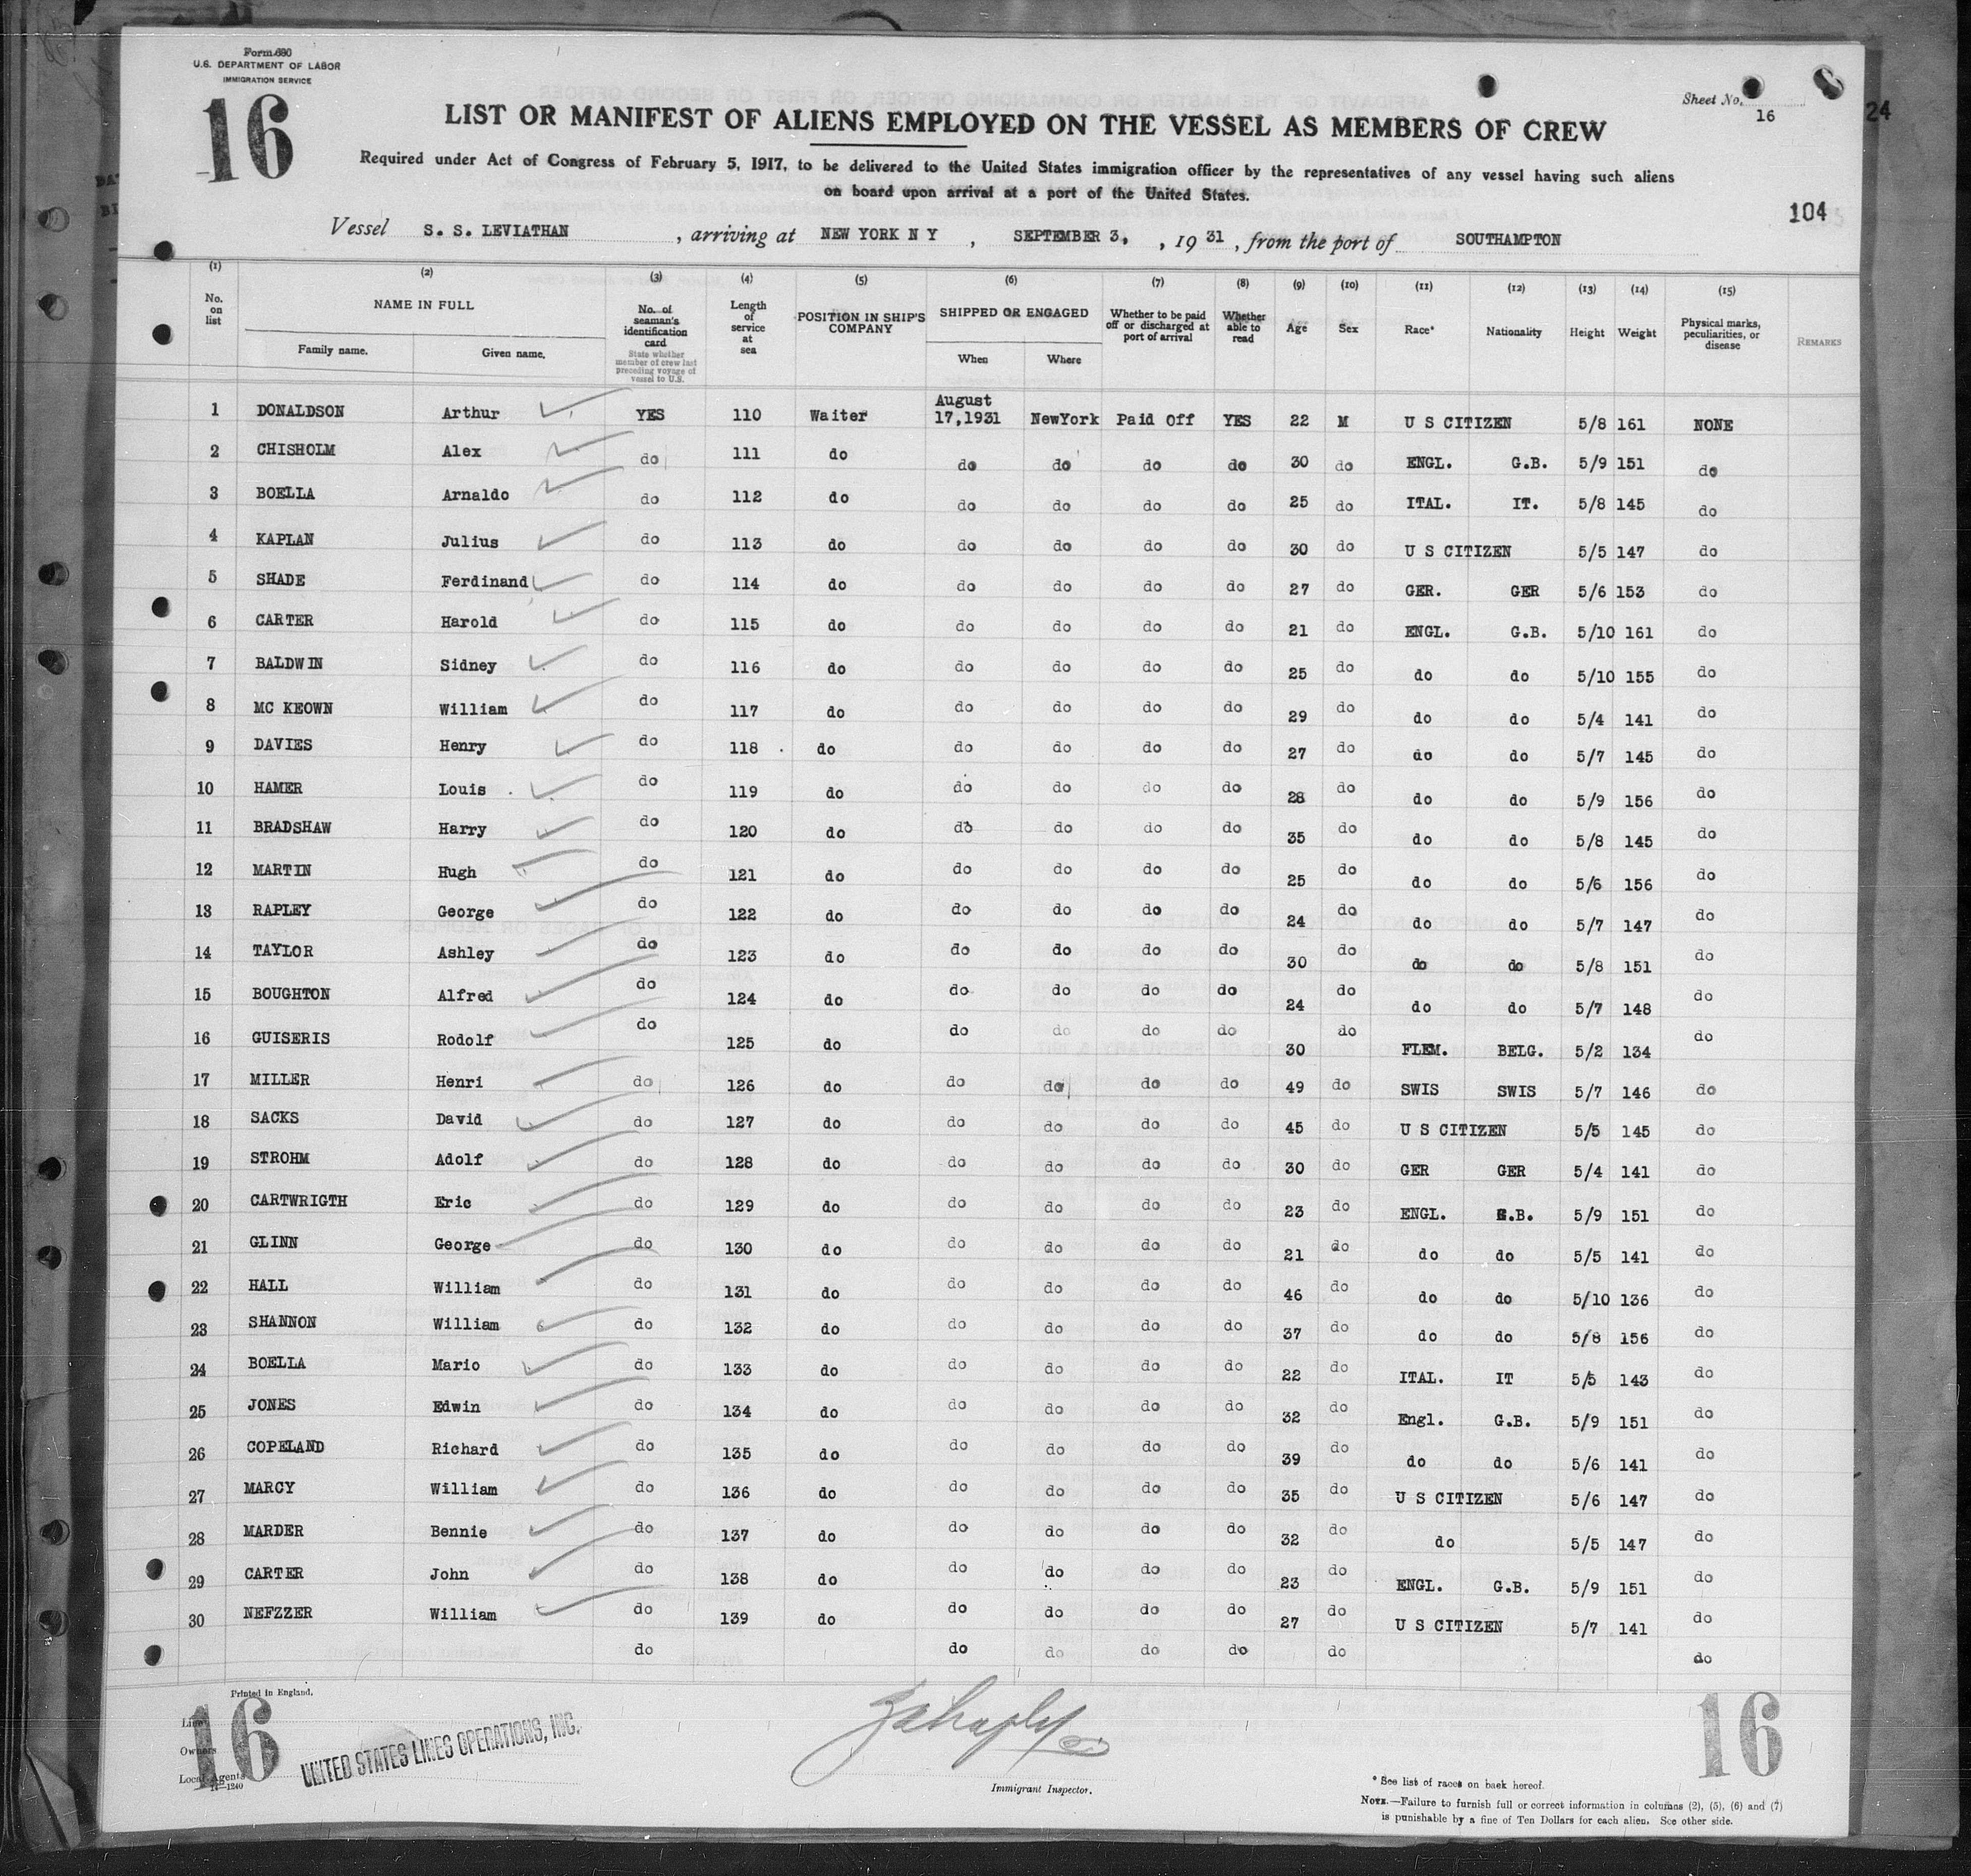 Form 680
U.S. DEPARTMENT OF LABOR
IMMIGRATION SERVICE
16
Sheet No.
16
24
LIST OR MANIFEST OF ALIENS EMPLOYED ON THE VESSEL AS MEMBERS OF CREW
Required under Act of Congress of February 5, 1917, to be delivered to the United States immigration officer by the representatives of any vessel having such aliens
on board upon arrival at a port of the United States.
104
Vessel S. S. LEVIATHAN , arriving at NEW YORK N Y , SEPTEMBER 3, , 19 31 , from the port of SOUTHAMPTON
(1) (2) (3) (4) (5) (6) (7) (8) (9) (10) (11) (12) (13) (14) (15)
No. on list NAME IN FULL Family name. Given name. No. of seaman's identification card State whether member of crew last preceding voyage of vessel to U.S. Length of service at sea POSITION IN SHIP'S COMPANY SHIPPED OR ENGAGED When Where Whether to be paid off or discharged at port of arrival Whether able to read Age Sex Race* Nationality Height Weight Physical marks, peculiarities, or disease REMARKS
1 DONALDSON Arthur YES 110 Waiter August 17,1931 NewYork Paid Off YES 22 M U S CITIZEN 5/8 161 NONE
2 CHISHOLM Alex do 111 do do do do do 30 do ENGL. G.B. 5/9 151 do
3 BOELLA Arnaldo do 112 do do do do do 25 do ITAL. IT. 5/8 145 do
4 KAPLAN Julius do 113 do do do do do 30 do U S CITIZEN 5/5 147 do
5 SHADE Ferdinand do 114 do do do do do 27 do GER. GER 5/6 153 do
6 CARTER Harold do 115 do do do do do 21 do ENGL. G.B. 5/10 161 do
7 BALDWIN Sidney do 116 do do do do do 25 do do do 5/10 155 do
8 MC KEOWN William do 117 do do do do do 29 do do do 5/4 141 do
9 DAVIES Henry do 118 do do do do do 27 do do do 5/7 145 do
10 HAMER Louis do 119 do do do do do 28 do do do 5/9 156 do
11 BRADSHAW Harry do 120 do do do do do 35 do do do 5/8 145 do
12 MARTIN Hugh do 121 do do do do do 25 do do do 5/6 156 do
13 RAPLEY George do 122 do do do do do 24 do do do 5/7 147 do
14 TAYLOR Ashley do 123 do do do do do 30 do do do 5/8 151 do
15 BOUGHTON Alfred do 124 do do do do do 24 do do do 5/7 148 do
16 GUISERIS Rodolf do 125 do do do do do 30 do FLEM. BELG. 5/2 134 do
17 MILLER Henri do 126 do do do do do 49 do SWIS SWIS 5/7 146 do
18 SACKS David do 127 do do do do do 45 do U S CITIZEN 5/5 145 do
19 STROHM Adolf do 128 do do do do do 30 do GER GER 5/4 141 do
20 CARTWRIGTH Eric do 129 do do do do do 23 do ENGL. G.B. 5/9 151 do
21 GLINN George do 130 do do do do do 21 do do do 5/5 141 do
22 HALL William do 131 do do do do do 46 do do do 5/10 136 do
23 SHANNON William do 132 do do do do do 37 do do do 5/8 156 do
24 BOELLA Mario do 133 do do do do do 22 do ITAL. IT 5/5 143 do
25 JONES Edwin do 134 do do do do do 32 do Engl. G.B. 5/9 151 do
26 COPELAND Richard do 135 do do do do do 39 do do do 5/6 141 do
27 MARCY William do 136 do do do do do 35 do U S CITIZEN 5/6 147 do
28 MARDER Bennie do 137 do do do do do 32 do do 5/5 147 do
29 CARTER John do 138 do do do do do 23 do ENGL. G.B. 5/9 151 do
30 NEFZZER William do 139 do do do do do 27 do U S CITIZEN 5/7 141 do
do do do do do do do
Printed in England.
16
Line
Owners
Local Agents
14—1240
UNITED STATES LINES OPERATIONS, INC.
Immigrant Inspector.
16
* See list of races on back hereof.
NOTE.—Failure to furnish full or correct information in columns (2), (5), (6) and (7)
is punishable by a fine of Ten Dollars for each alien. See other side.